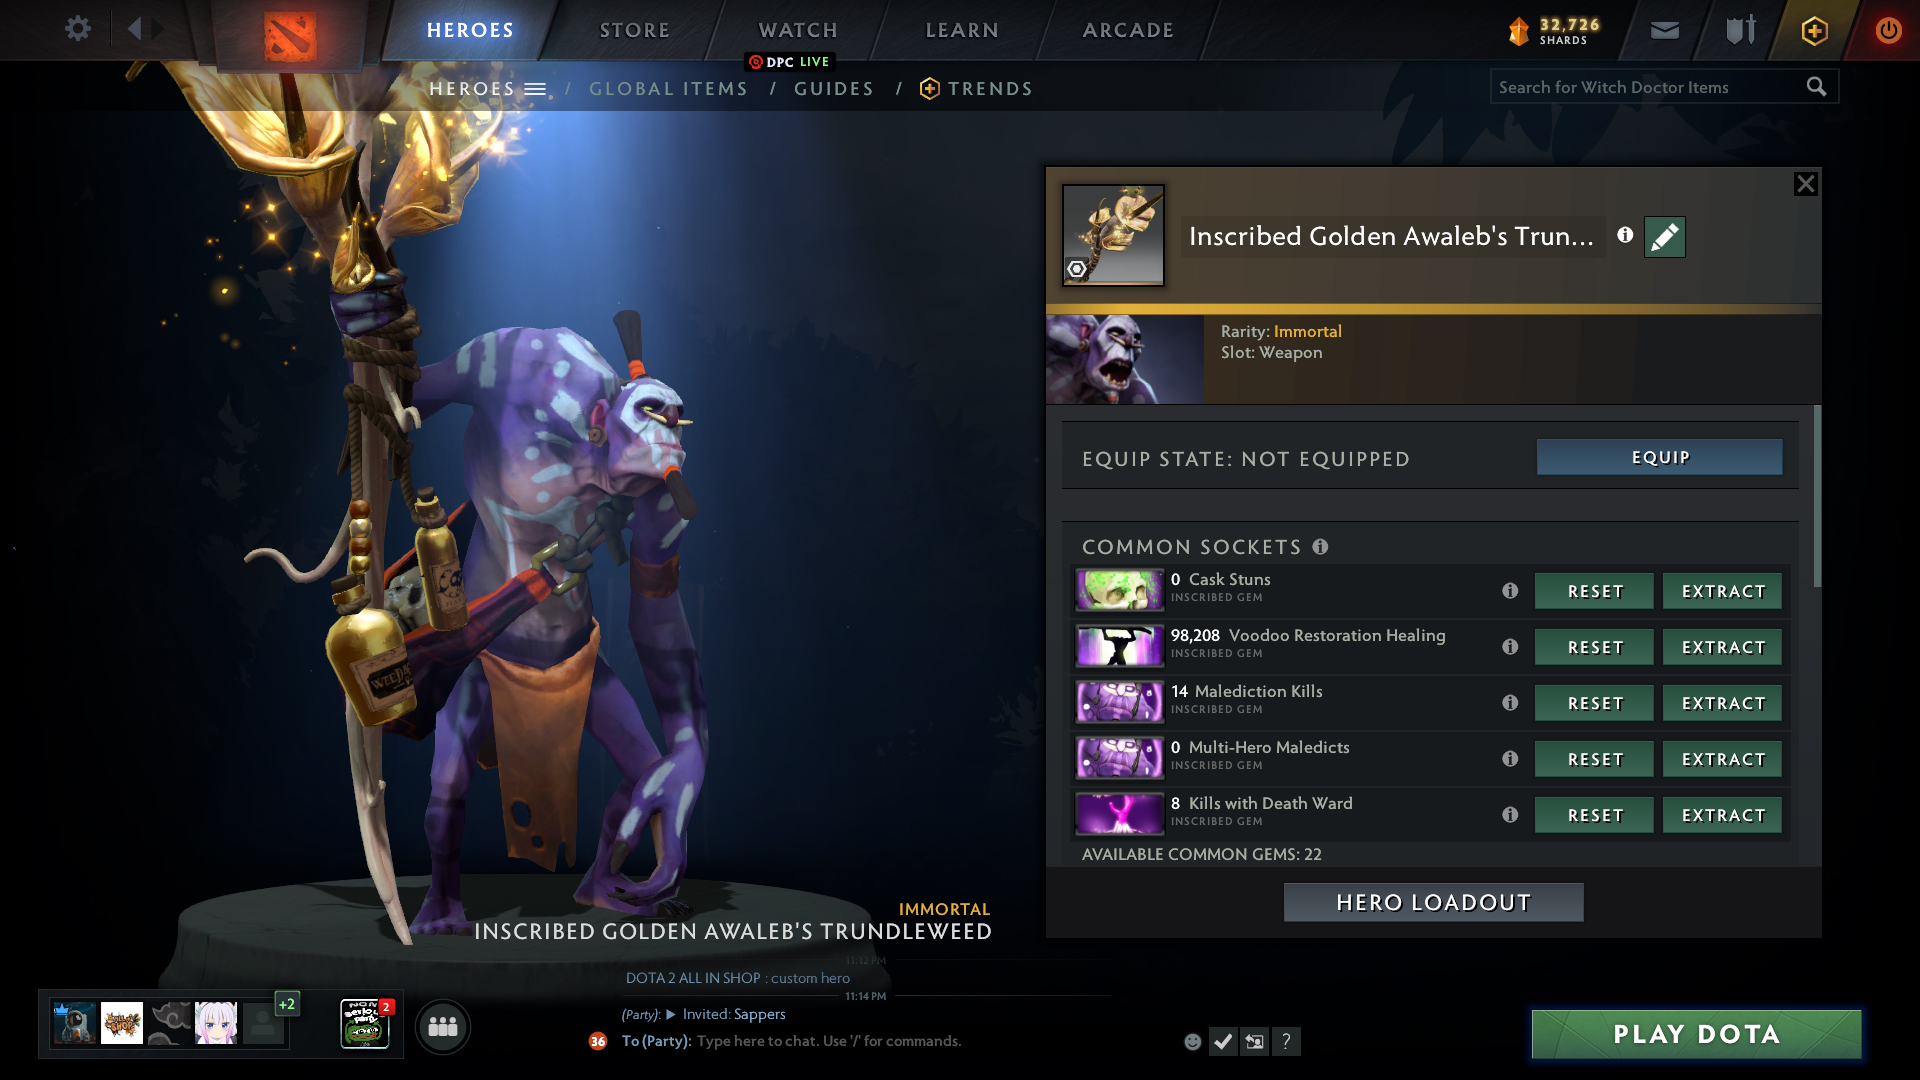 HEROES
STORE
WATCH
LEARN
ARCADE
32,726
SHARDS
DPC LIVE
HEROES / GLOBAL ITEMS / GUIDES / TRENDS
Search for Witch Doctor Items
Inscribed Golden Awaleb's Trun...
Rarity: Immortal
Slot: Weapon
EQUIP STATE: NOT EQUIPPED
EQUIP
COMMON SOCKETS
0 Cask Stuns
INSCRIBED GEM
RESET
EXTRACT
98,208 Voodoo Restoration Healing
INSCRIBED GEM
RESET
EXTRACT
14 Malediction Kills
INSCRIBED GEM
RESET
EXTRACT
0 Multi-Hero Maledicts
INSCRIBED GEM
RESET
EXTRACT
8 Kills with Death Ward
INSCRIBED GEM
RESET
EXTRACT
AVAILABLE COMMON GEMS: 22
HERO LOADOUT
IMMORTAL
INSCRIBED GOLDEN AWALEB'S TRUNDLEWEED
11:12 PM
DOTA 2 ALL IN SHOP : custom hero
11:14 PM
(Party): Invited: Sappers
36 To (Party): Type here to chat. Use '/' for commands.
?
+2
2
PLAY DOTA